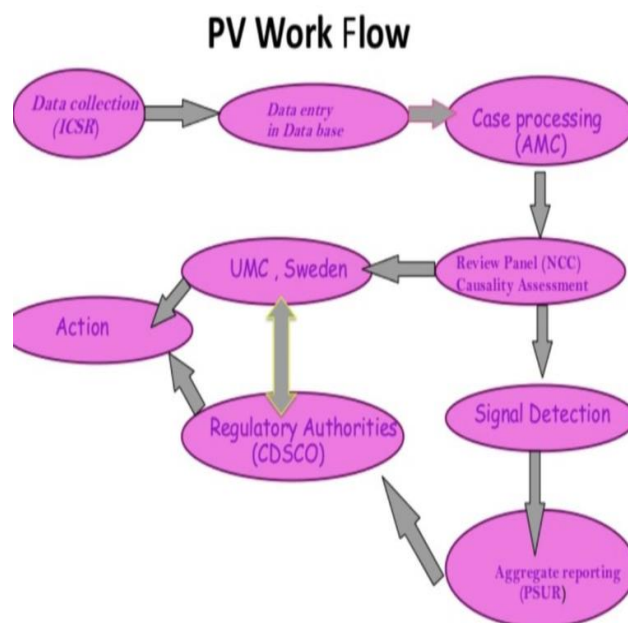 PV Work Flow
Data collection
(ICSR)
Data entry
in Data base
Case processing
(AMC)
UMC , Sweden
Review Panel (NCC)
Causality Assessment
Action
Regulatory Authorities
(CDSCO)
Signal Detection
Aggregate reporting
(PSUR)